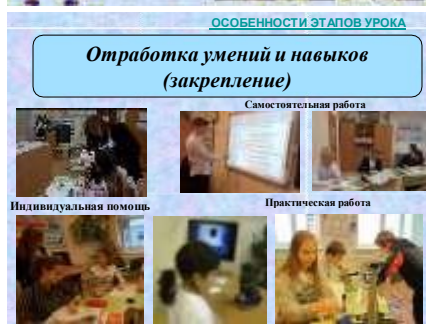 ОСОБЕННОСТИ ЭТАПОВ УРОКА
Отработка умений и навыков
(закрепление)
Самостоятельная работа
Индивидуальная помощь
Практическая работа